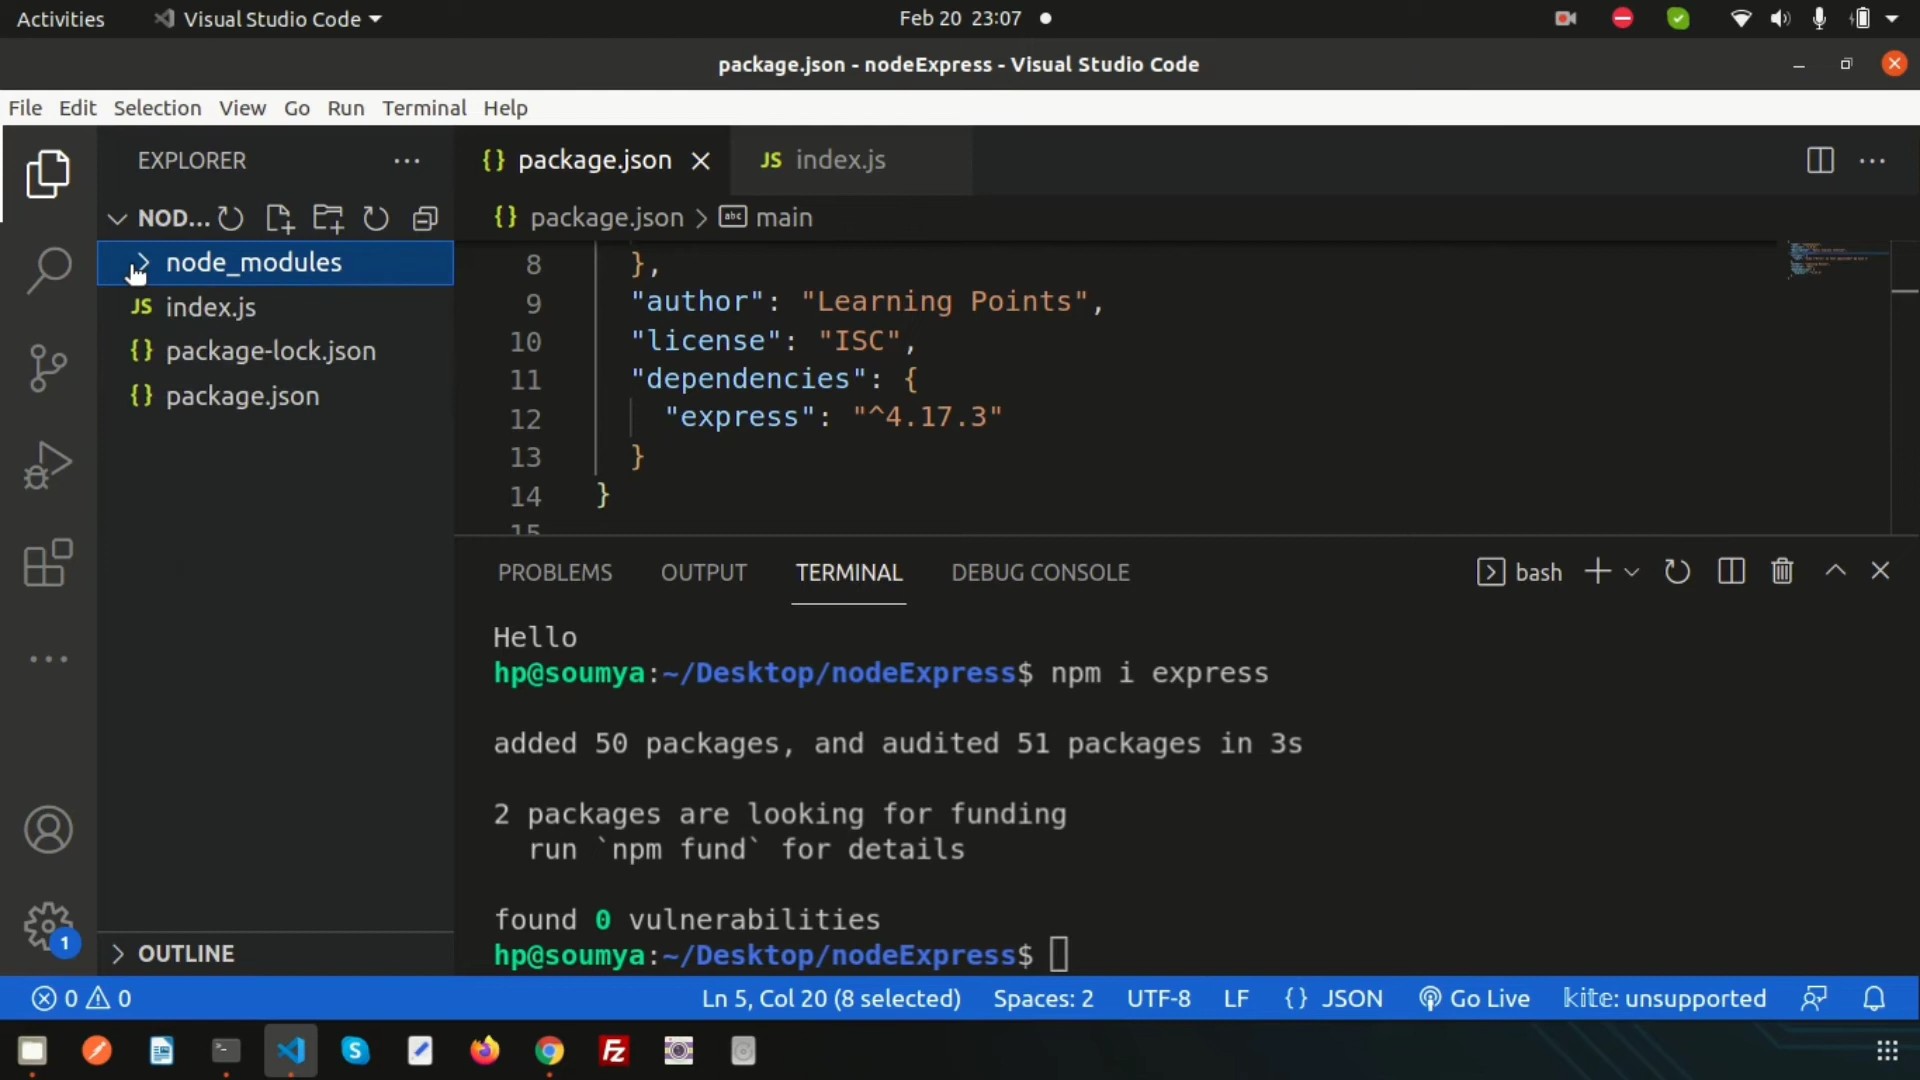 Activities
Visual Studio Code
Feb 20 23:07
package.json - nodeExpress - Visual Studio Code
File Edit Selection View Go Run Terminal Help
EXPLORER
{} package.json
JS index.js
NOD...
{} package.json > abc main
node_modules
JS index.js
{} package-lock.json
{} package.json
8 },
9 "author": "Learning Points",
10 "license": "ISC",
11 "dependencies": {
12 "express": "^4.17.3"
13 }
14 }
15
PROBLEMS OUTPUT TERMINAL DEBUG CONSOLE
bash
Hello
hp@soumya:~/Desktop/nodeExpress$ npm i express
added 50 packages, and audited 51 packages in 3s
2 packages are looking for funding
run `npm fund` for details
found 0 vulnerabilities
hp@soumya:~/Desktop/nodeExpress$
1
OUTLINE
0 0
Ln 5, Col 20 (8 selected) Spaces: 2 UTF-8 LF {} JSON Go Live kite: unsupported